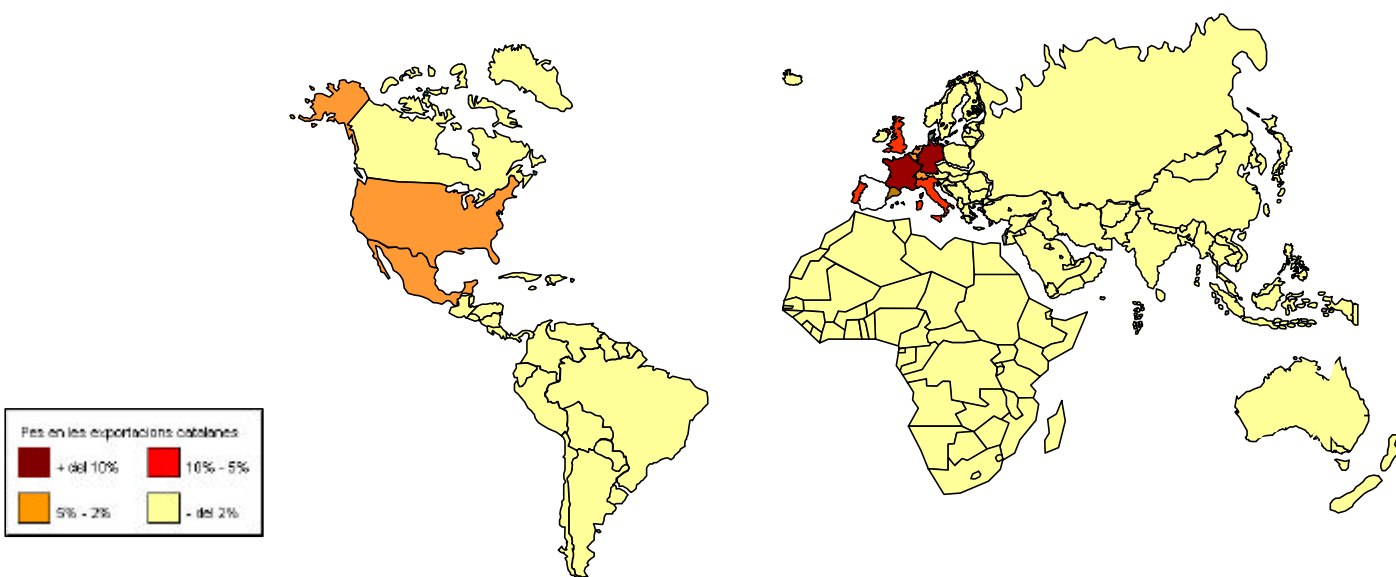 Pes en les exportacions catalanes
+ del 10%
10% - 5%
5% - 2%
- del 2%